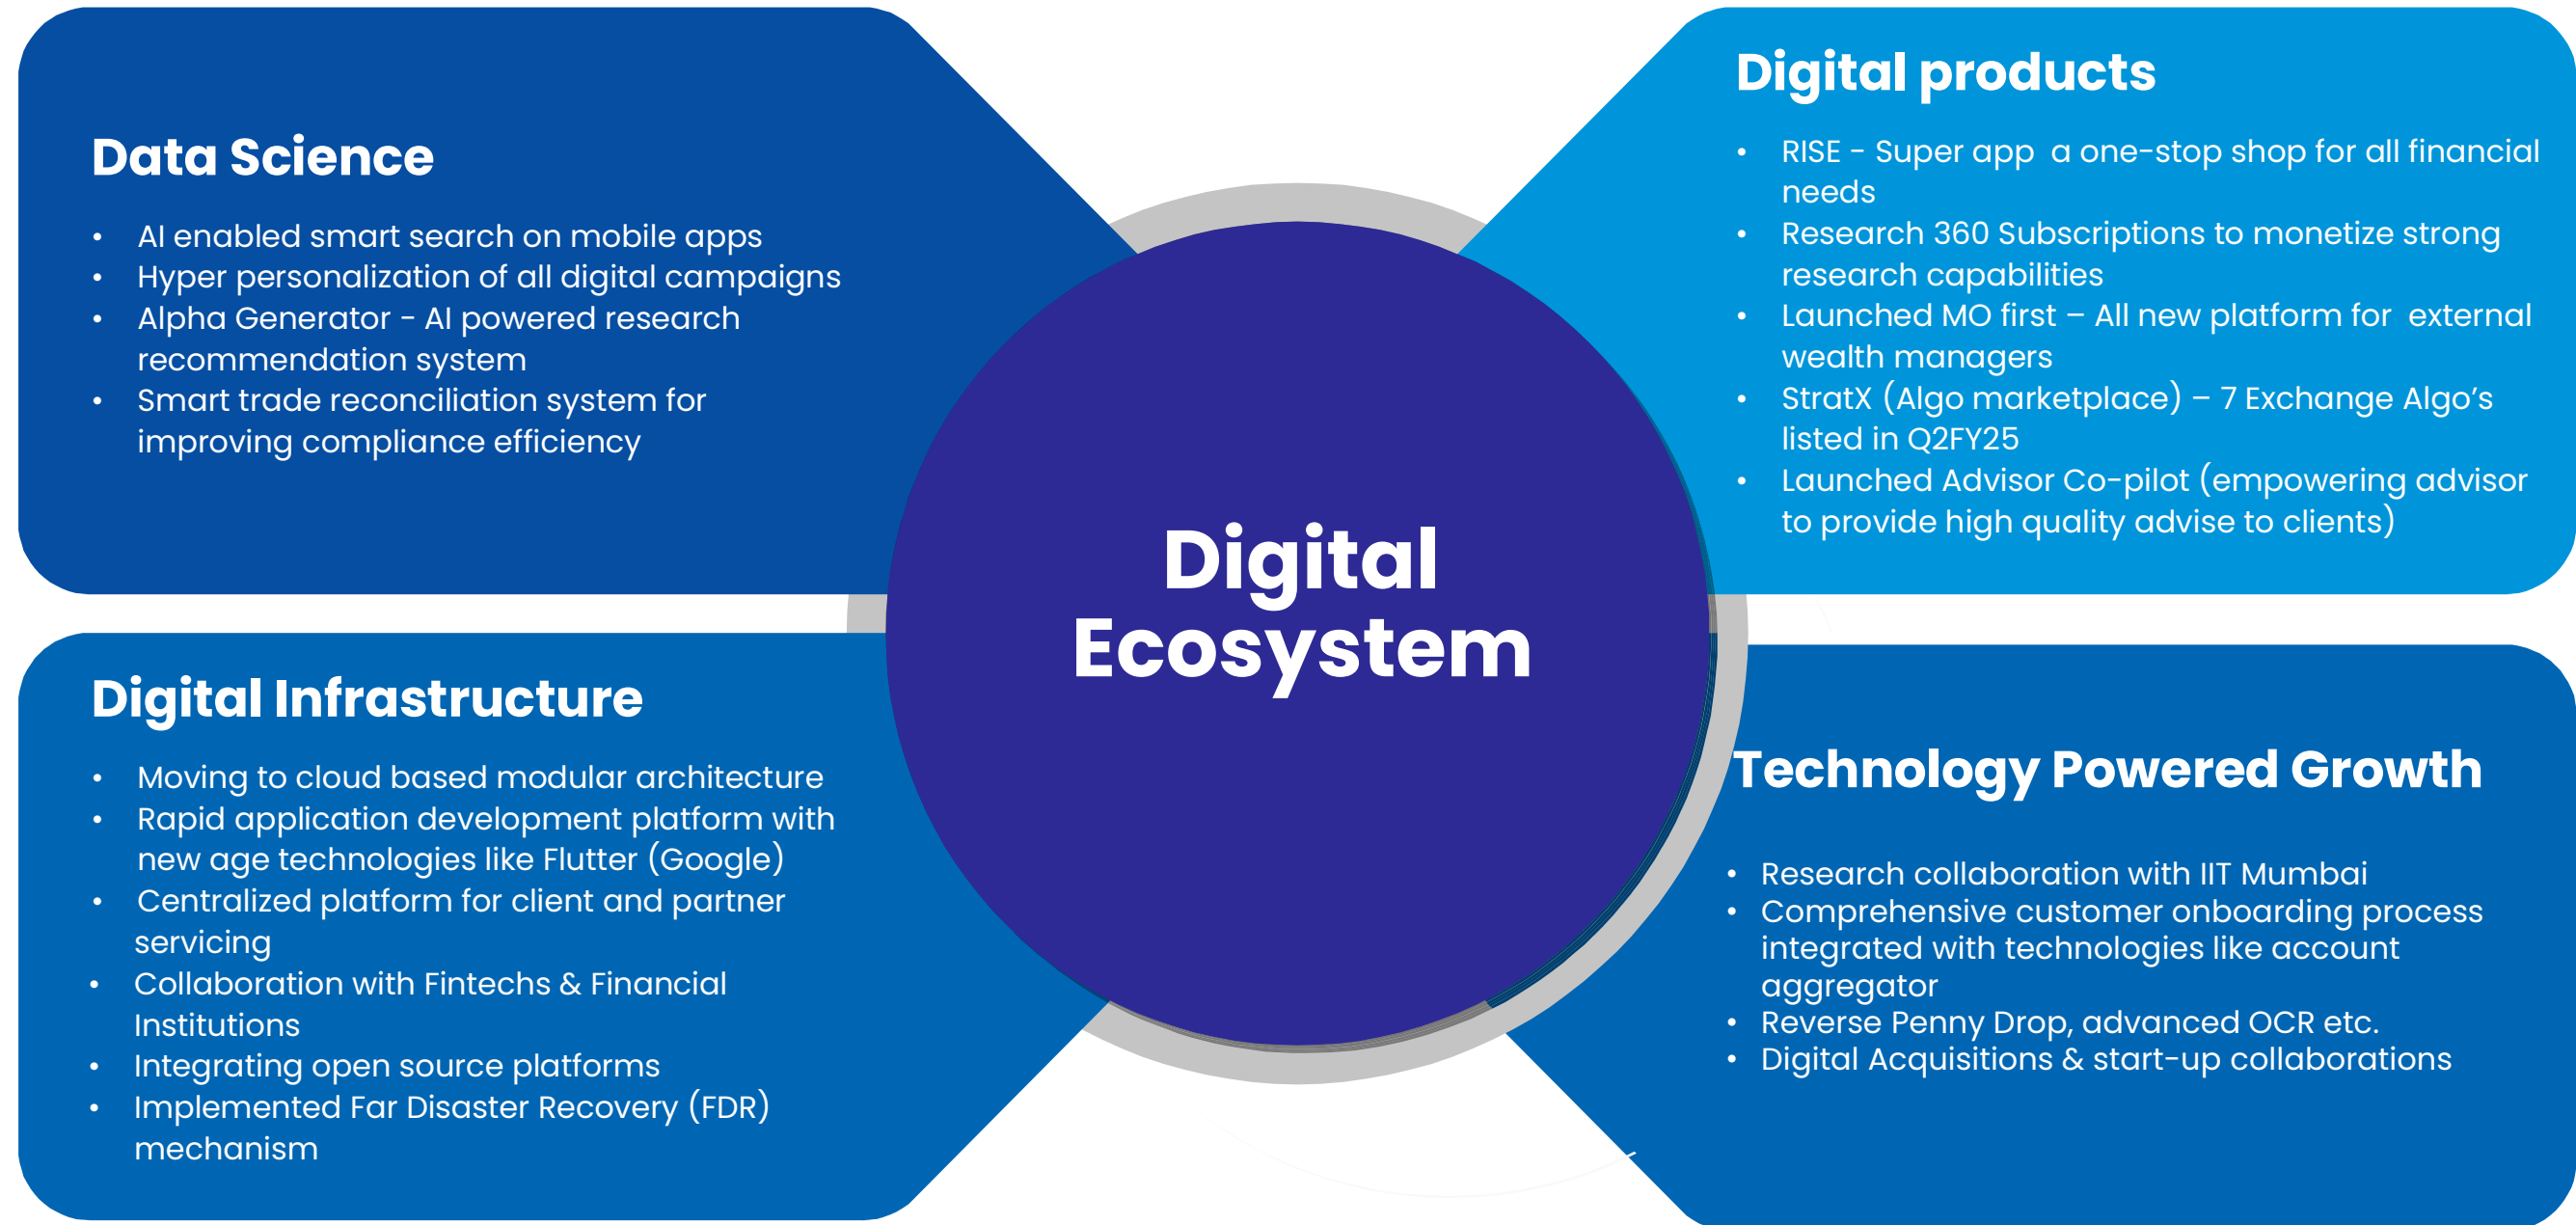 Data Science
• AI enabled smart search on mobile apps
• Hyper personalization of all digital campaigns
• Alpha Generator - AI powered research
recommendation system
• Smart trade reconciliation system for
improving compliance efficiency
Digital products
• RISE - Super app  a one-stop shop for all financial
needs
• Research 360 Subscriptions to monetize strong
research capabilities
• Launched MO first – All new platform for  external
wealth managers
• StratX (Algo marketplace) – 7 Exchange Algo’s
listed in Q2FY25
• Launched Advisor Co-pilot (empowering advisor
to provide high quality advise to clients)
Digital
Ecosystem
Digital Infrastructure
• Moving to cloud based modular architecture
• Rapid application development platform with
new age technologies like Flutter (Google)
• Centralized platform for client and partner
servicing
• Collaboration with Fintechs & Financial
Institutions
• Integrating open source platforms
• Implemented Far Disaster Recovery (FDR)
mechanism
Technology Powered Growth
• Research collaboration with IIT Mumbai
• Comprehensive customer onboarding process
integrated with technologies like account
aggregator
• Reverse Penny Drop, advanced OCR etc.
• Digital Acquisitions & start-up collaborations